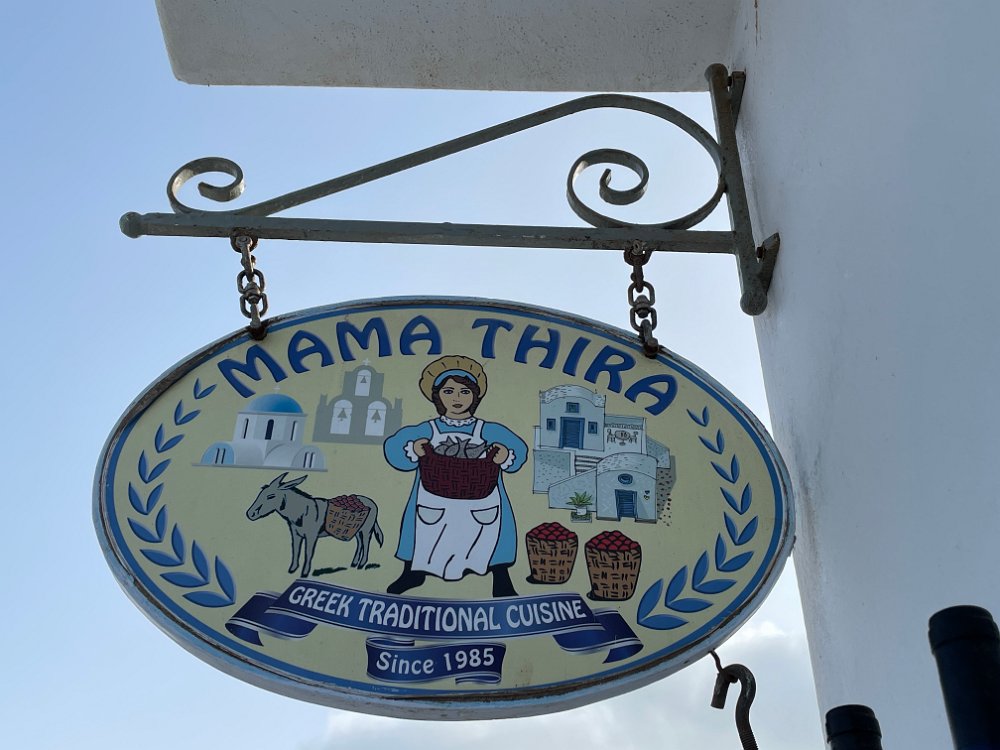 MAMA THIRA
GREEK TRADITIONAL CUISINE
Since 1985